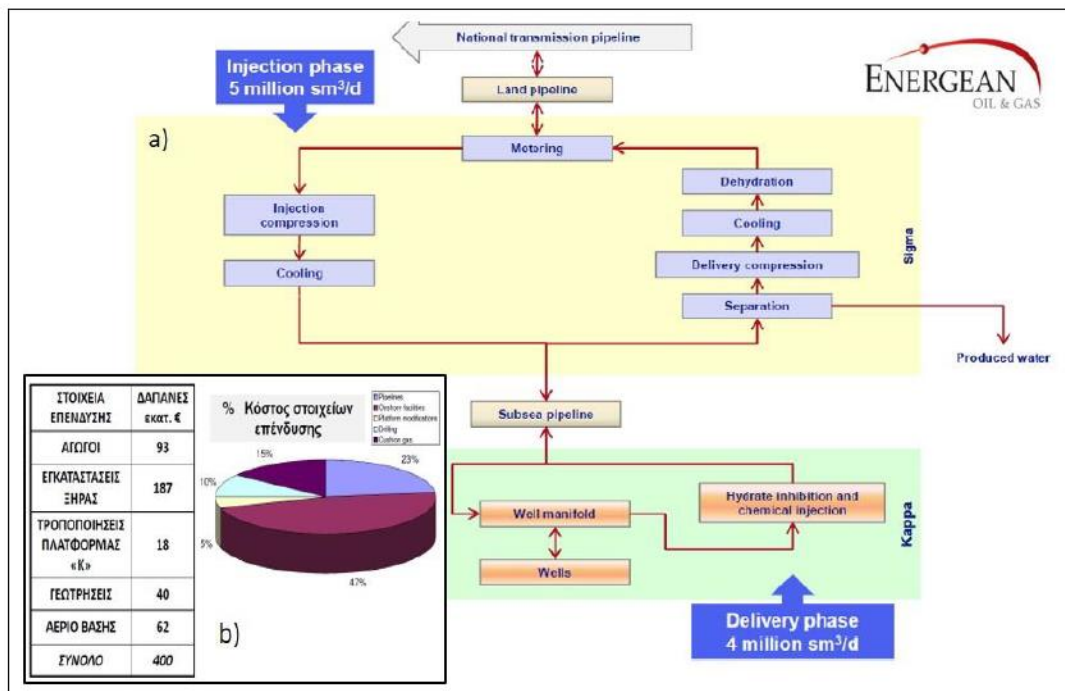 National transmission pipeline
ENERGEAN
OIL & GAS
Injection phase
5 million sm³/d
Land pipeline
a)
Metering
Dehydration
Injection
compression
Cooling
Cooling
Delivery compression
Separation
Sigma
Produced water
Subsea pipeline
Well manifold
Hydrate inhibition and
chemical injection
Wells
Kappa
Delivery phase
4 million sm³/d
ΣΤΟΙΧΕΙΑ
ΕΠΕΝΔΥΣΗΣ
ΔΑΠΑΝΕΣ
εκατ. €
ΑΓΩΓΟΙ
93
ΕΓΚΑΤΑΣΤΑΣΕΙΣ
ΞΗΡΑΣ
187
ΤΡΟΠΟΠΟΙΗΣΕΙΣ
ΠΛΑΤΦΟΡΜΑΣ
«Κ»
18
ΓΕΩΤΡΗΣΕΙΣ
40
ΑΕΡΙΟ ΒΑΣΗΣ
62
ΣΥΝΟΛΟ
400
% Κόστος στοιχείων
επένδυσης
Pipelines
Onshore facilities
Platform modifications
Drilling
Cushion gas
15%
23%
10%
5%
47%
b)